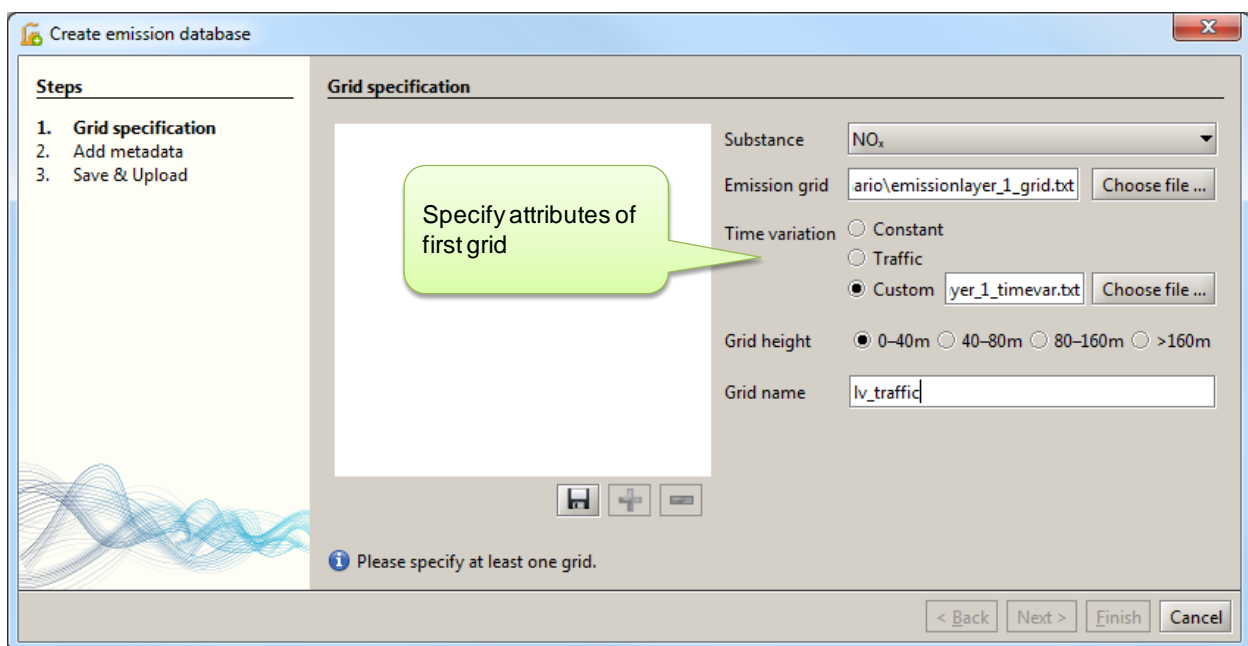 Create emission database
Steps
1. Grid specification
2. Add metadata
3. Save & Upload
Grid specification
Specify attributes of
first grid
Substance NOₓ
Emission grid ario\emissionlayer_1_grid.txt Choose file ...
Time variation Constant
Traffic
Custom yer_1_timevar.txt Choose file ...
Grid height 0–40m 40–80m 80–160m >160m
Grid name lv_traffic
Please specify at least one grid.
< Back Next > Finish Cancel